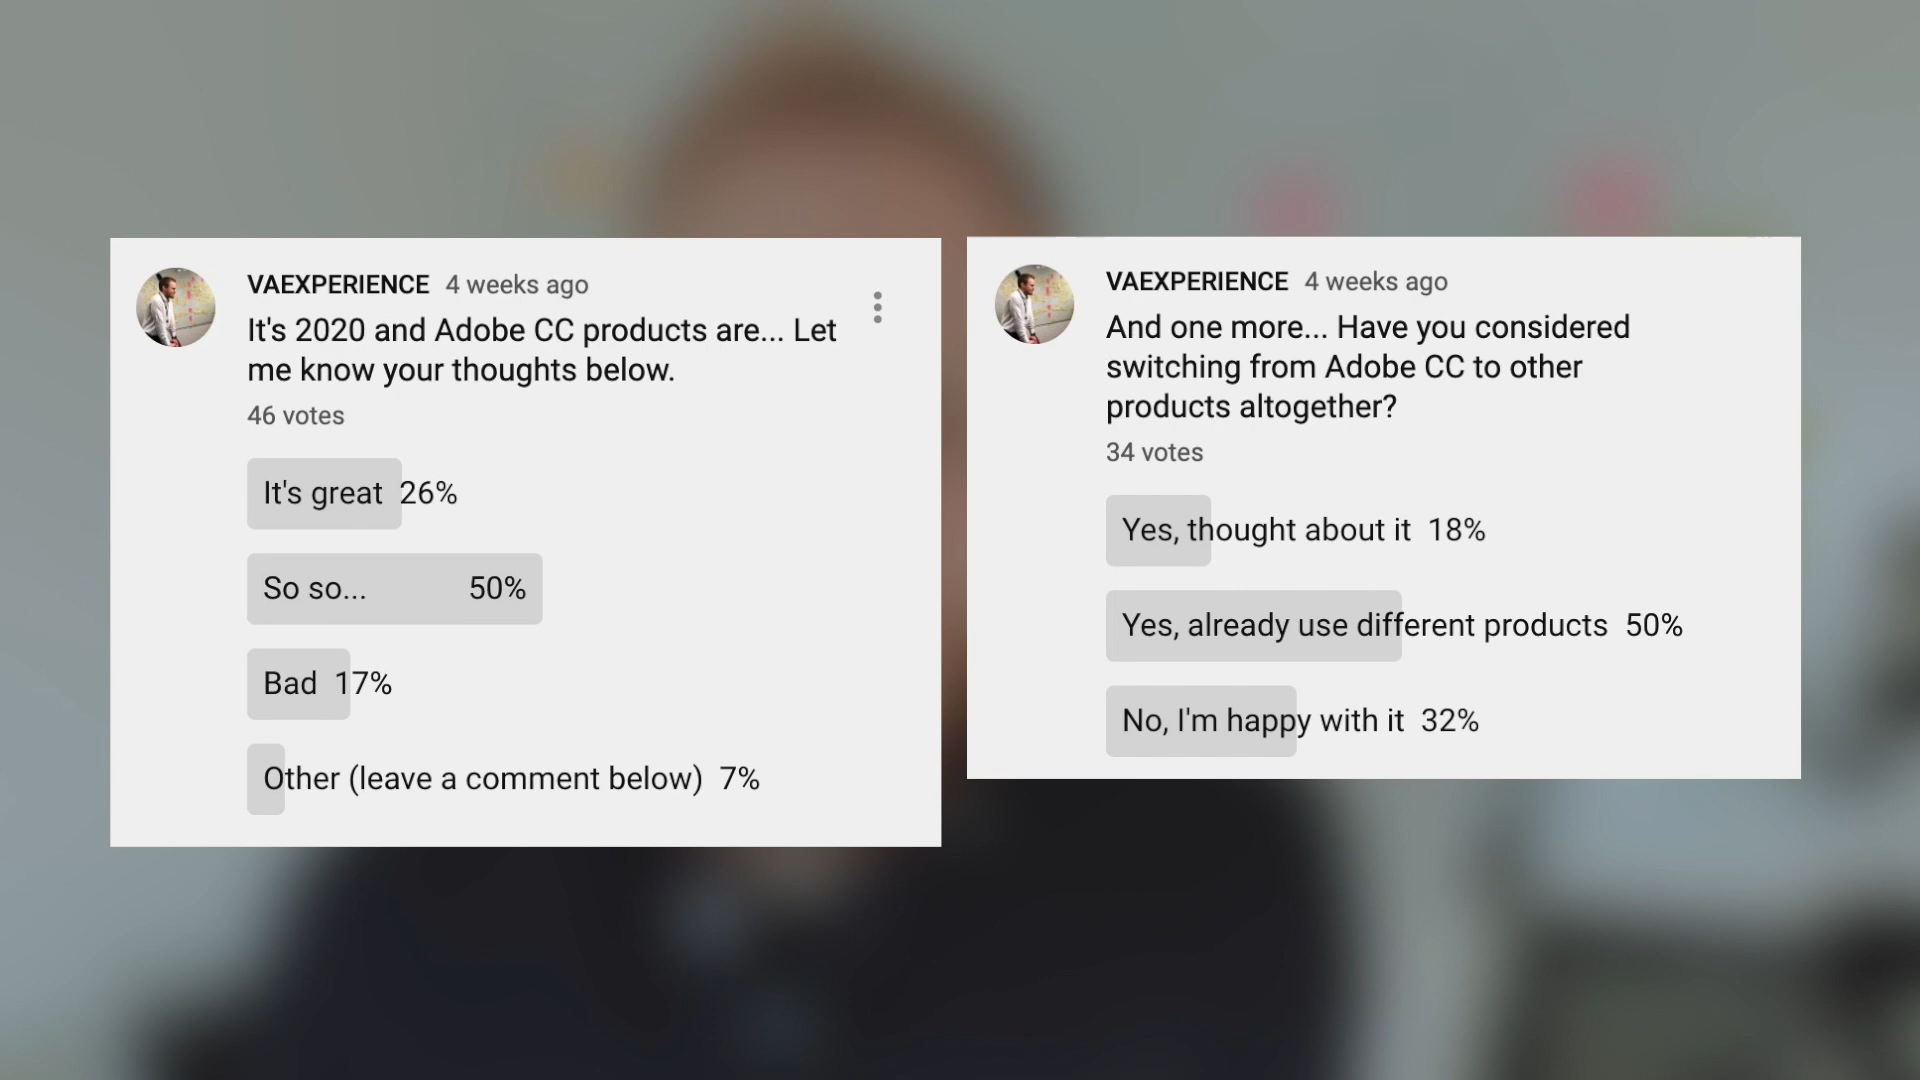 VAEXPERIENCE 4 weeks ago
It's 2020 and Adobe CC products are... Let
me know your thoughts below.
46 votes
It's great 26%
So so... 50%
Bad 17%
Other (leave a comment below) 7%
VAEXPERIENCE 4 weeks ago
And one more... Have you considered
switching from Adobe CC to other
products altogether?
34 votes
Yes, thought about it 18%
Yes, already use different products 50%
No, I'm happy with it 32%